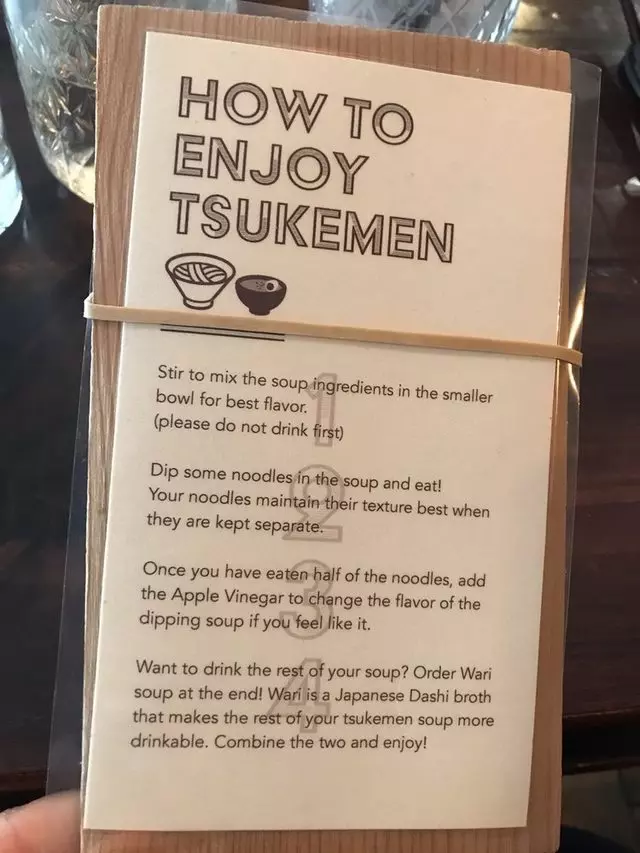 HOW TO
ENJOY
TSUKEMEN
1
Stir to mix the soup ingredients in the smaller
bowl for best flavor.
(please do not drink first)
2
Dip some noodles in the soup and eat!
Your noodles maintain their texture best when
they are kept separate.
3
Once you have eaten half of the noodles, add
the Apple Vinegar to change the flavor of the
dipping soup if you feel like it.
4
Want to drink the rest of your soup? Order Wari
soup at the end! Wari is a Japanese Dashi broth
that makes the rest of your tsukemen soup more
drinkable. Combine the two and enjoy!